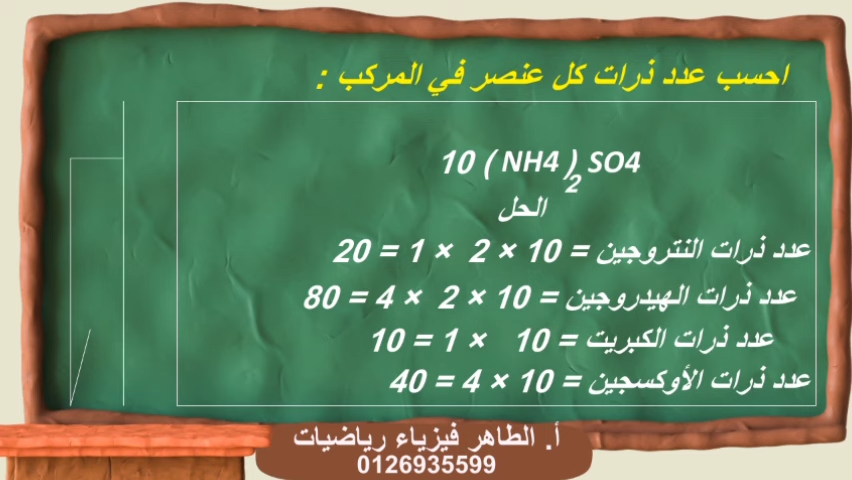 احسب عدد ذرات كل عنصر في المركب :
10 ( NH4 )2 SO4
الحل
عدد ذرات النتروجين = 10 × 2 × 1 = 20
عدد ذرات الهيدروجين = 10 × 2 × 4 = 80
عدد ذرات الكبريت = 10 × 1 = 10
عدد ذرات الأوكسجين = 10 × 4 = 40
أ. الطاهر فيزياء رياضيات
0126935599